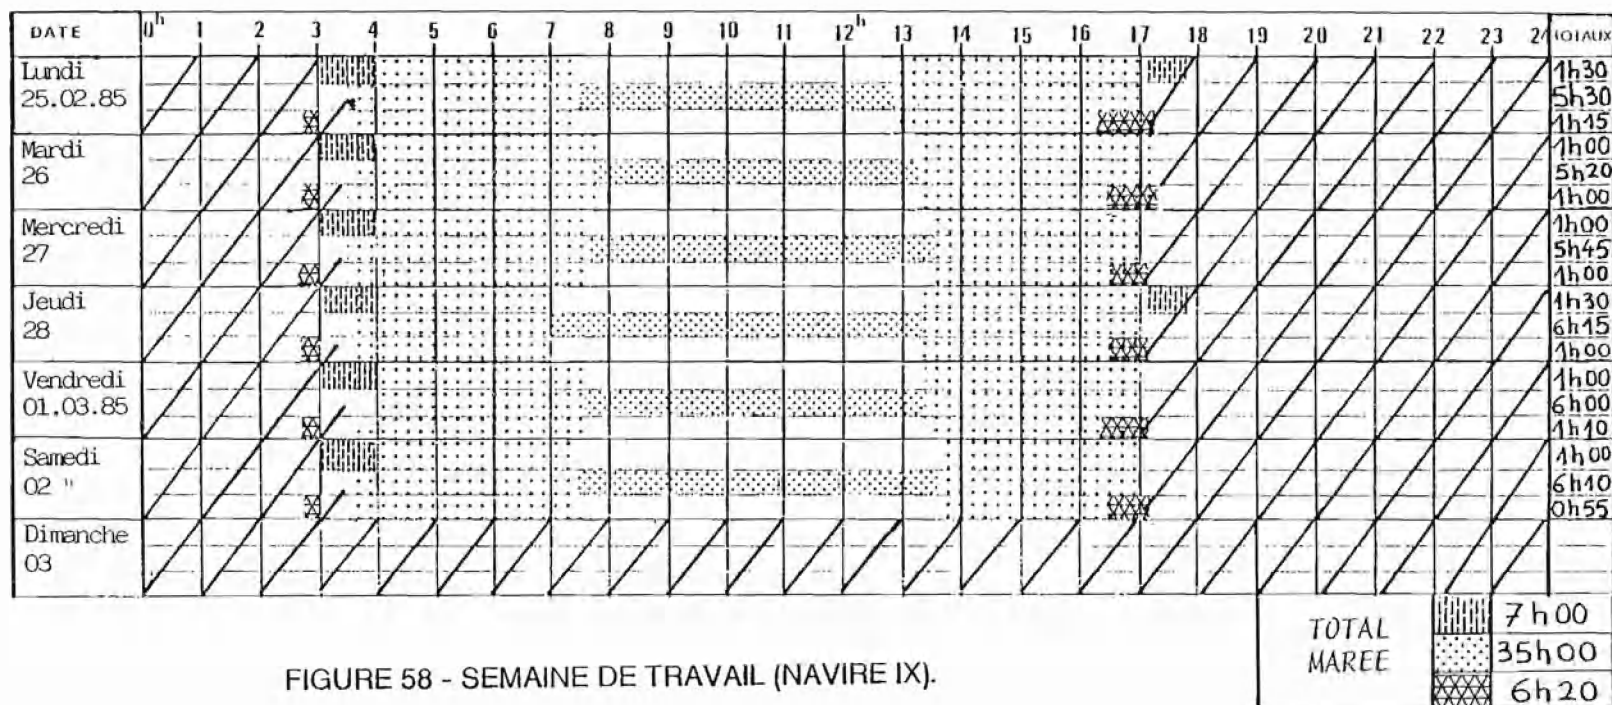 DATE 0h 1 2 3 4 5 6 7 8 9 10 11 12h 13 14 15 16 17 18 19 20 21 22 23 24 TOTAUX
Lundi 1h30
25.02.85 5h30
1h15
Mardi 1h00
26 5h20
1h00
Mercredi 1h00
27 5h45
1h00
Jeudi 1h30
28 6h15
1h00
Vendredi 1h00
01.03.85 6h00
1h10
Samedi 1h00
02 " 6h10
0h55
Dimanche
03
TOTAL 7h00
MAREE 35h00
6h20
FIGURE 58 - SEMAINE DE TRAVAIL (NAVIRE IX).